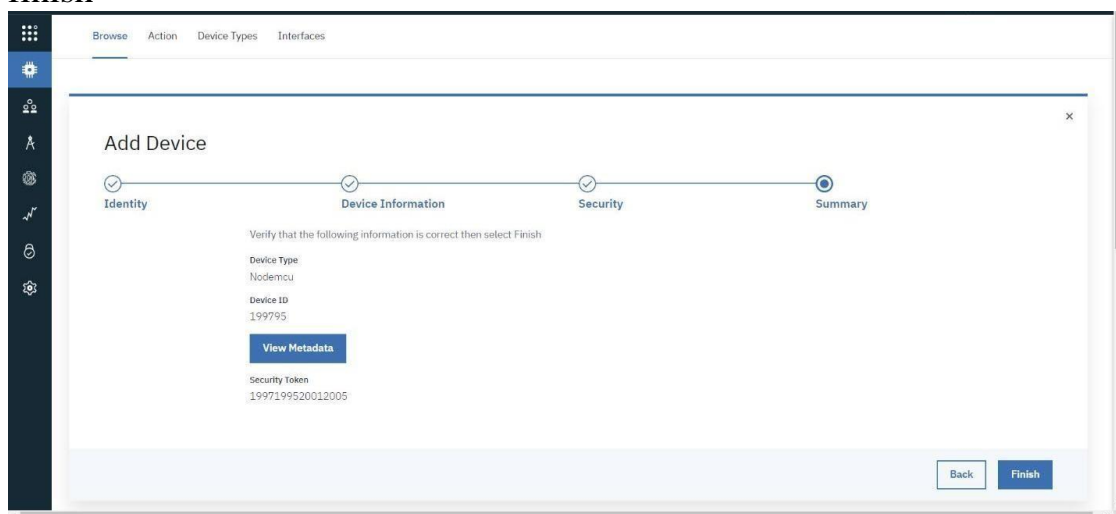 Browse Action Device Types Interfaces
Add Device
Identity Device Information Security Summary
Verify that the following information is correct then select Finish
Device Type
Nodemcu
Device ID
199795
View Metadata
Security Token
1997199520012005
Back Finish